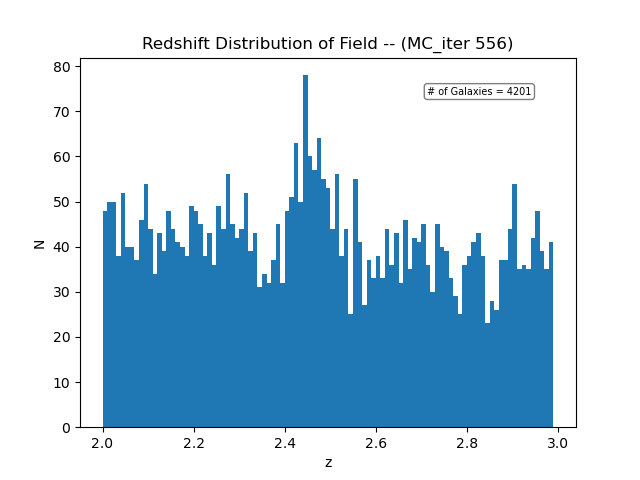 Redshift Distribution of Field -- (MC_iter 556)
80
# of Galaxies = 4201
70
60
50
N
40
30
20
10
0
2.0 2.2 2.4 2.6 2.8 3.0
z